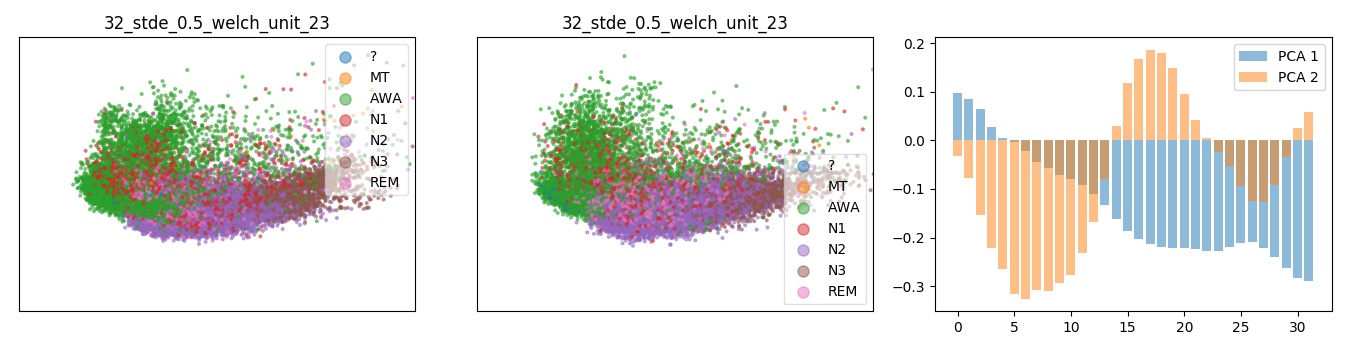 32_stde_0.5_welch_unit_23
?
MT
AWA
N1
N2
N3
REM
32_stde_0.5_welch_unit_23
?
MT
AWA
N1
N2
N3
REM
PCA 1
PCA 2
0.2
0.1
0.0
−0.1
−0.2
−0.3
0 5 10 15 20 25 30